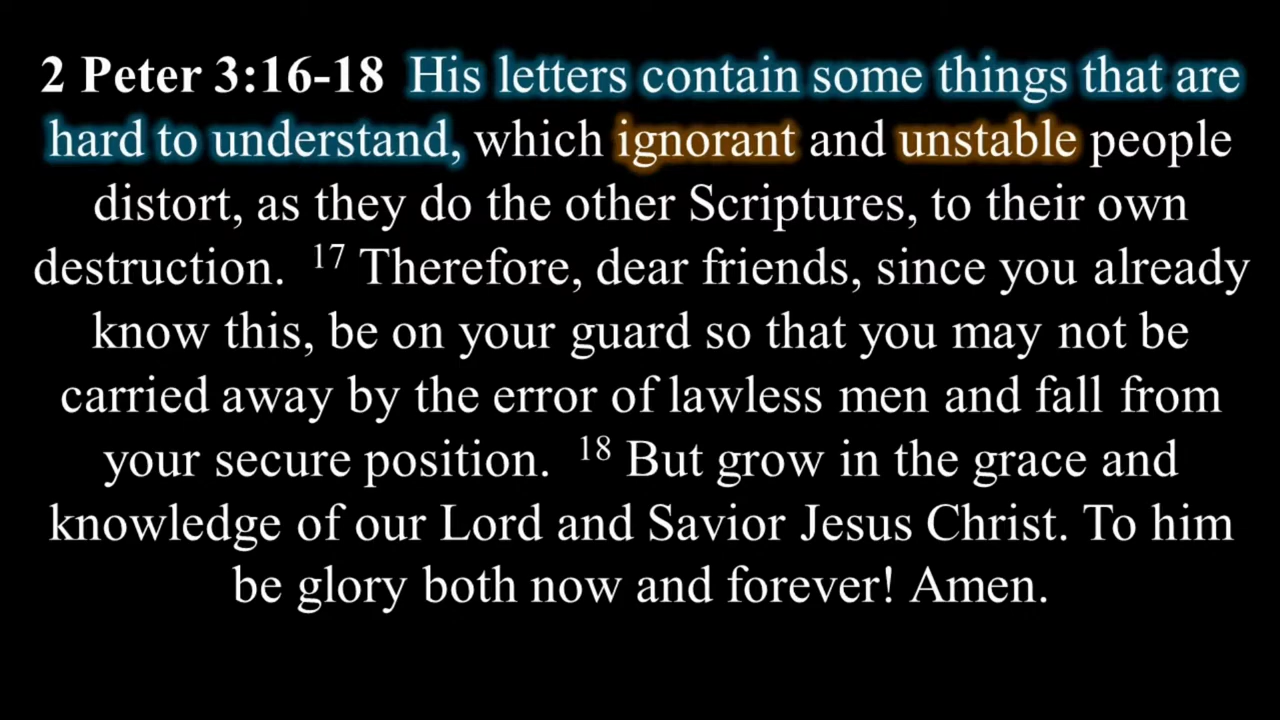 2 Peter 3:16-18 His letters contain some things that are
hard to understand, which ignorant and unstable people
distort, as they do the other Scriptures, to their own
destruction. 17 Therefore, dear friends, since you already
know this, be on your guard so that you may not be
carried away by the error of lawless men and fall from
your secure position. 18 But grow in the grace and
knowledge of our Lord and Savior Jesus Christ. To him
be glory both now and forever! Amen.